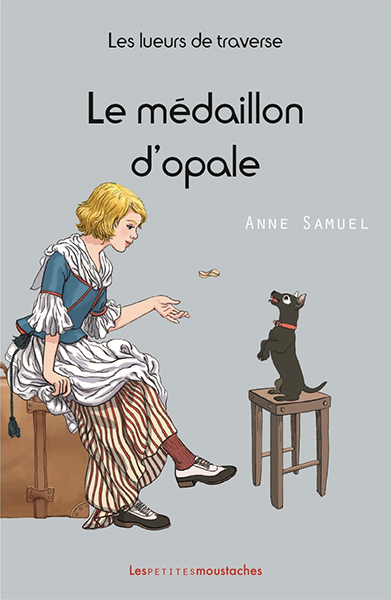 Les lueurs de traverse
Le médaillon
d'opale
ANNE SAMUEL
LesPETITESmoustaches